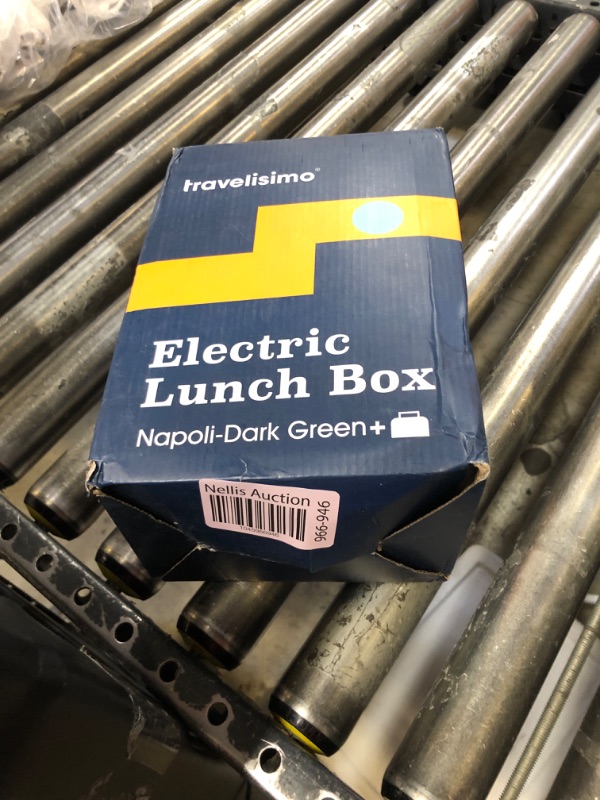 travelisimo®
Electric
Lunch Box
Napoli-Dark Green+
Nellis Auction
966-946